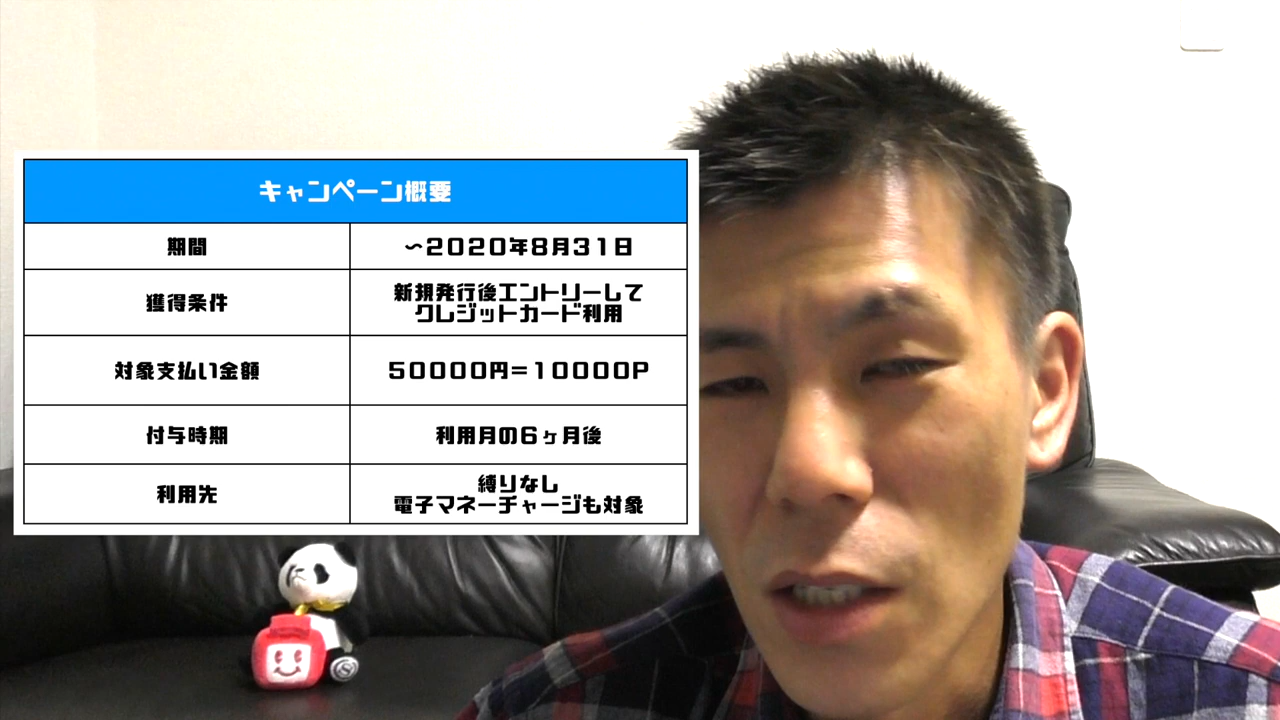 キャンペーン概要
期間
～2020年8月31日
獲得条件
新規発行後エントリーして
クレジットカード利用
対象支払い金額
50000円=10000P
付与時期
利用月の6ヶ月後
利用先
縛りなし
電子マネーチャージも対象